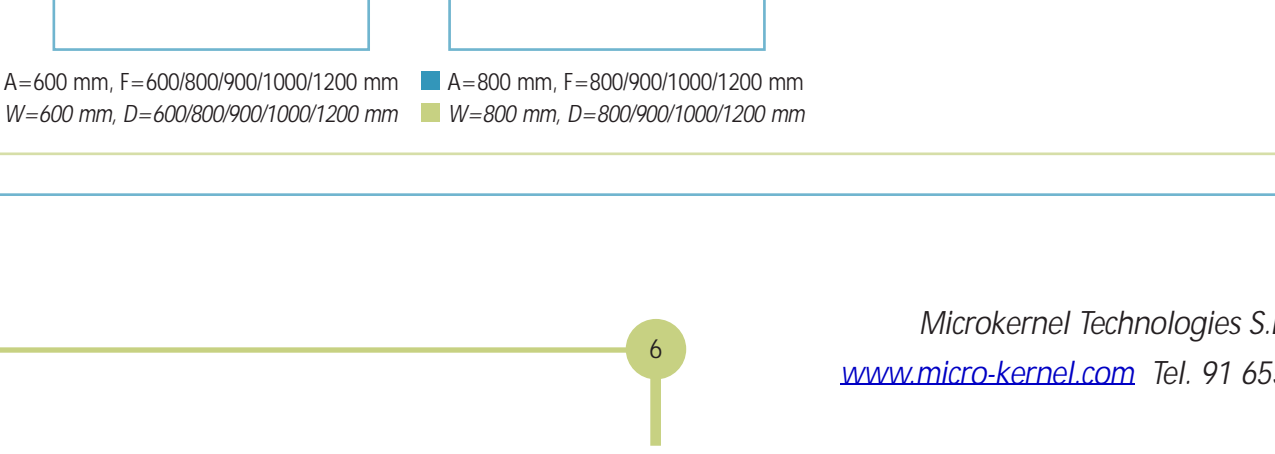 A=600 mm, F=600/800/900/1000/1200 mm A=800 mm, F=800/900/1000/1200 mm
W=600 mm, D=600/800/900/1000/1200 mm W=800 mm, D=800/900/1000/1200 mm
6
Microkernel Technologies S.
www.micro-kernel.com Tel. 91 65